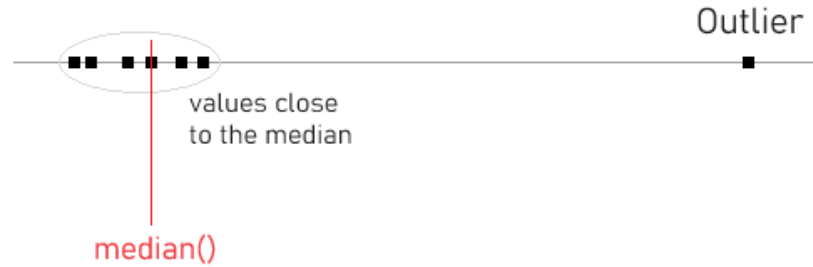 Outlier
values close
to the median
median()